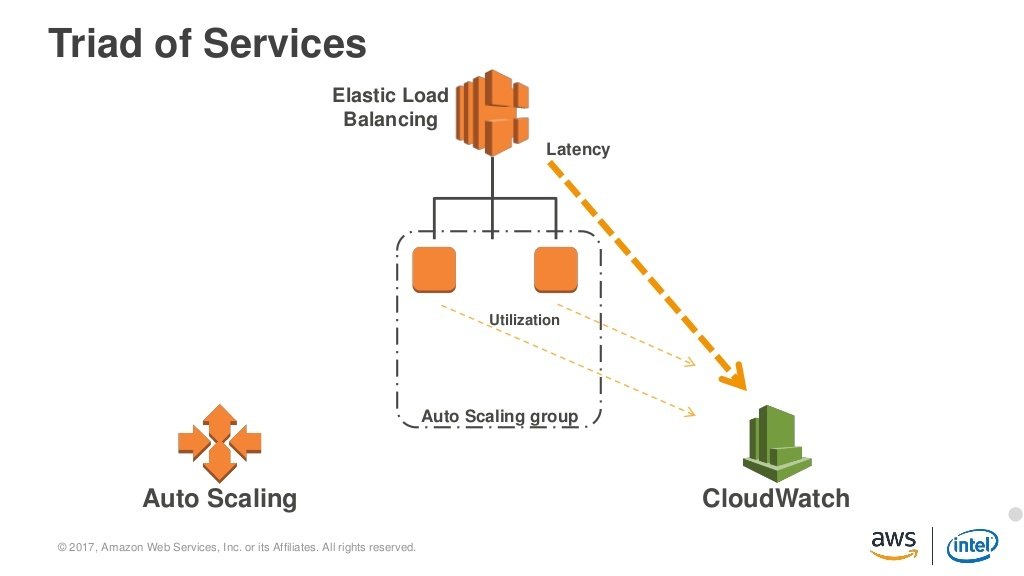 Triad of Services
Elastic Load
Balancing
Latency
Utilization
Auto Scaling group
Auto Scaling
CloudWatch
© 2017, Amazon Web Services, Inc. or its Affiliates. All rights reserved.
aws
intel